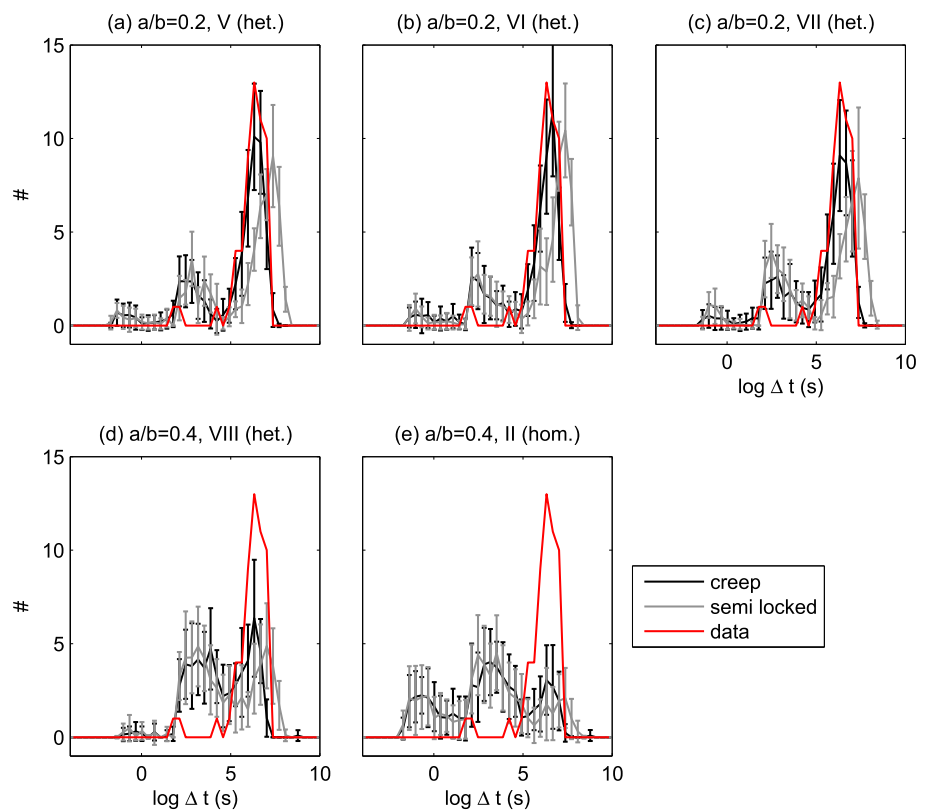 (a) a/b=0.2, V (het.)
(b) a/b=0.2, VI (het.)
(c) a/b=0.2, VII (het.)
15
10
5
0
#
0
5
10
log Δ t (s)
(d) a/b=0.4, VIII (het.)
(e) a/b=0.4, II (hom.)
15
10
5
0
#
0
5
10
log Δ t (s)
0
5
10
log Δ t (s)
creep
semi locked
data